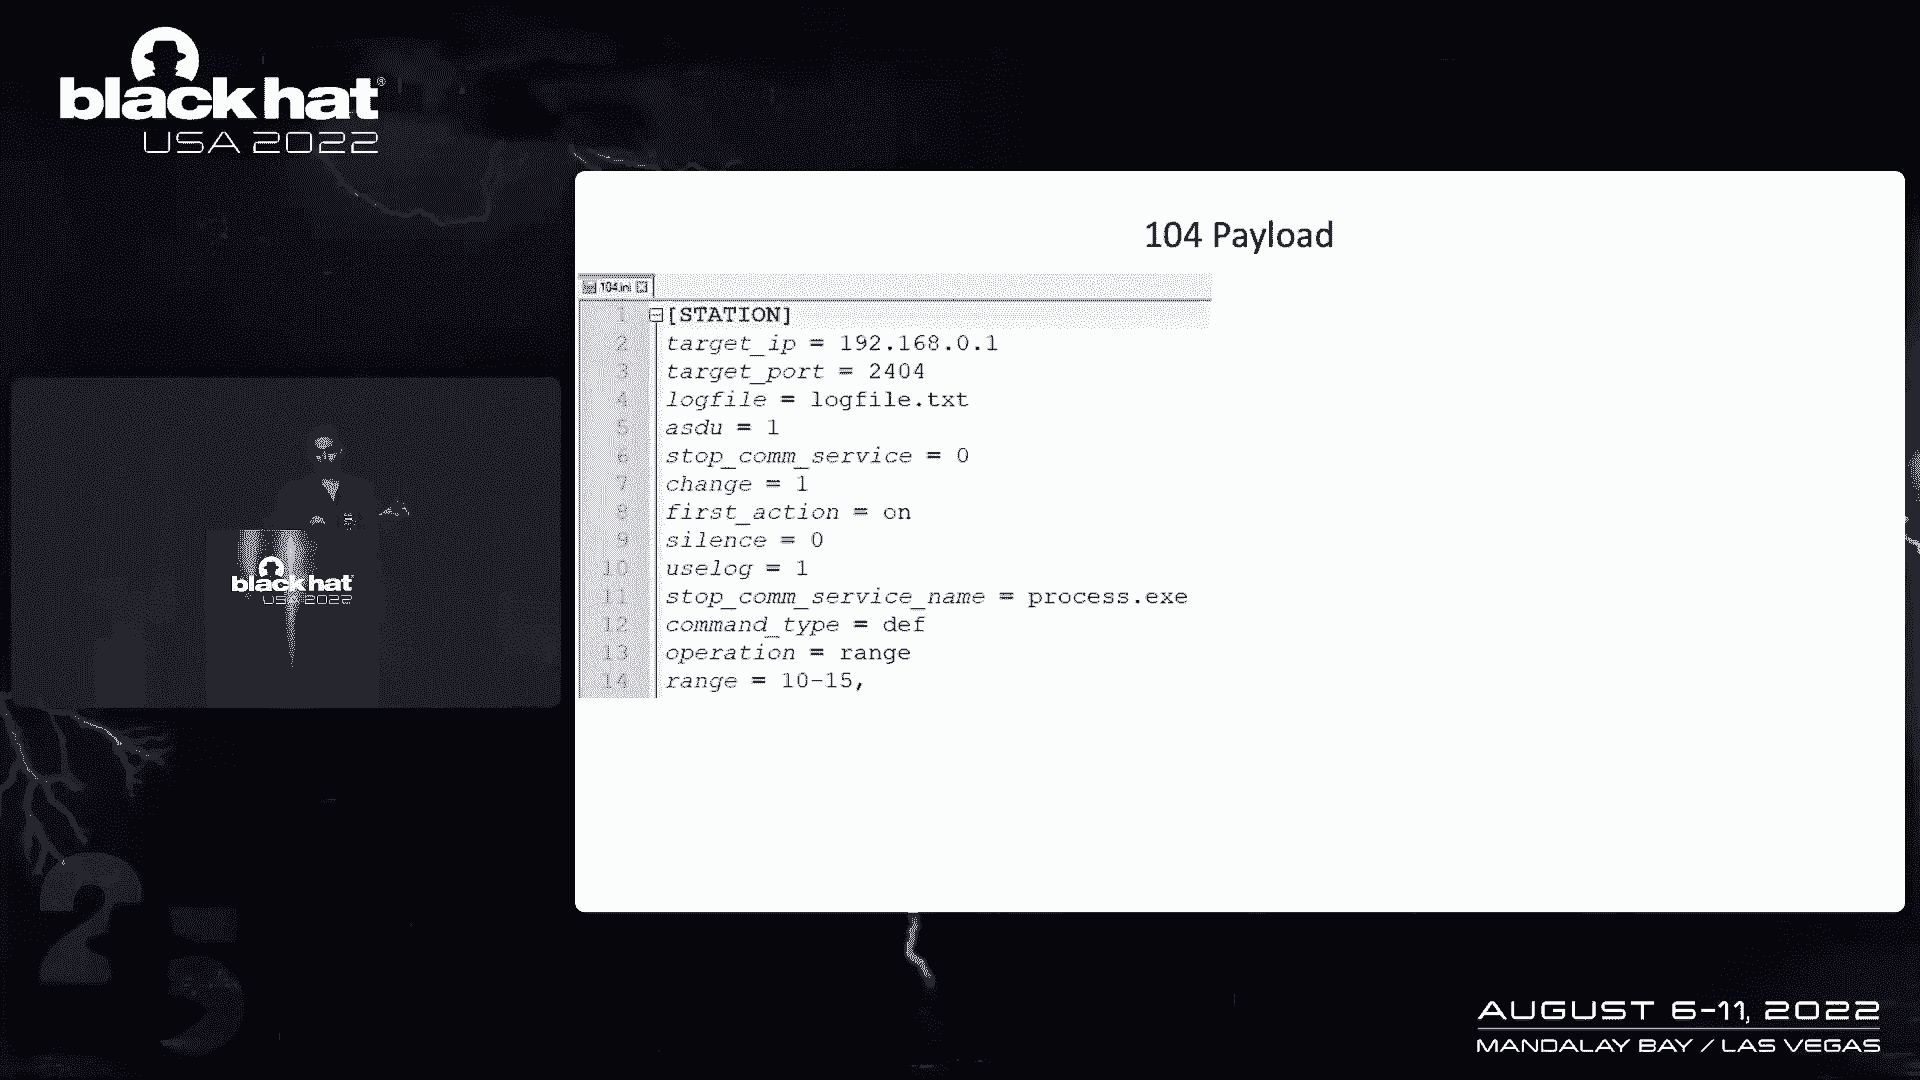 black hat®
USA 2022
104 Payload
104.ini
1 [STATION]
2 target_ip = 192.168.0.1
3 target_port = 2404
4 logfile = logfile.txt
5 asdu = 1
6 stop_comm_service = 0
7 change = 1
8 first_action = on
9 silence = 0
10 uselog = 1
11 stop_comm_service_name = process.exe
12 command_type = def
13 operation = range
14 range = 10-15,
black hat
USA 2022
25
AUGUST 6-11, 2022
MANDALAY BAY / LAS VEGAS